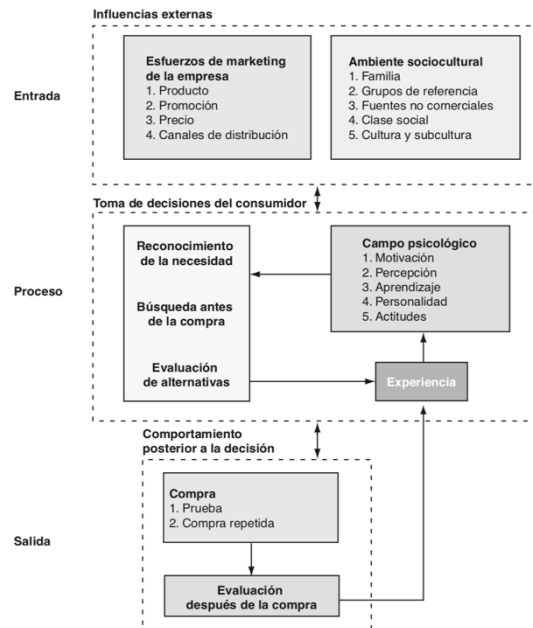 Influencias externas
Entrada
Esfuerzos de marketing
de la empresa
1. Producto
2. Promoción
3. Precio
4. Canales de distribución
Ambiente sociocultural
1. Familia
2. Grupos de referencia
3. Fuentes no comerciales
4. Clase social
5. Cultura y subcultura
Toma de decisiones del consumidor
Proceso
Reconocimiento
de la necesidad
Búsqueda antes
de la compra
Evaluación
de alternativas
Campo psicológico
1. Motivación
2. Percepción
3. Aprendizaje
4. Personalidad
5. Actitudes
Experiencia
Comportamiento
posterior a la decisión
Salida
Compra
1. Prueba
2. Compra repetida
Evaluación
después de la compra